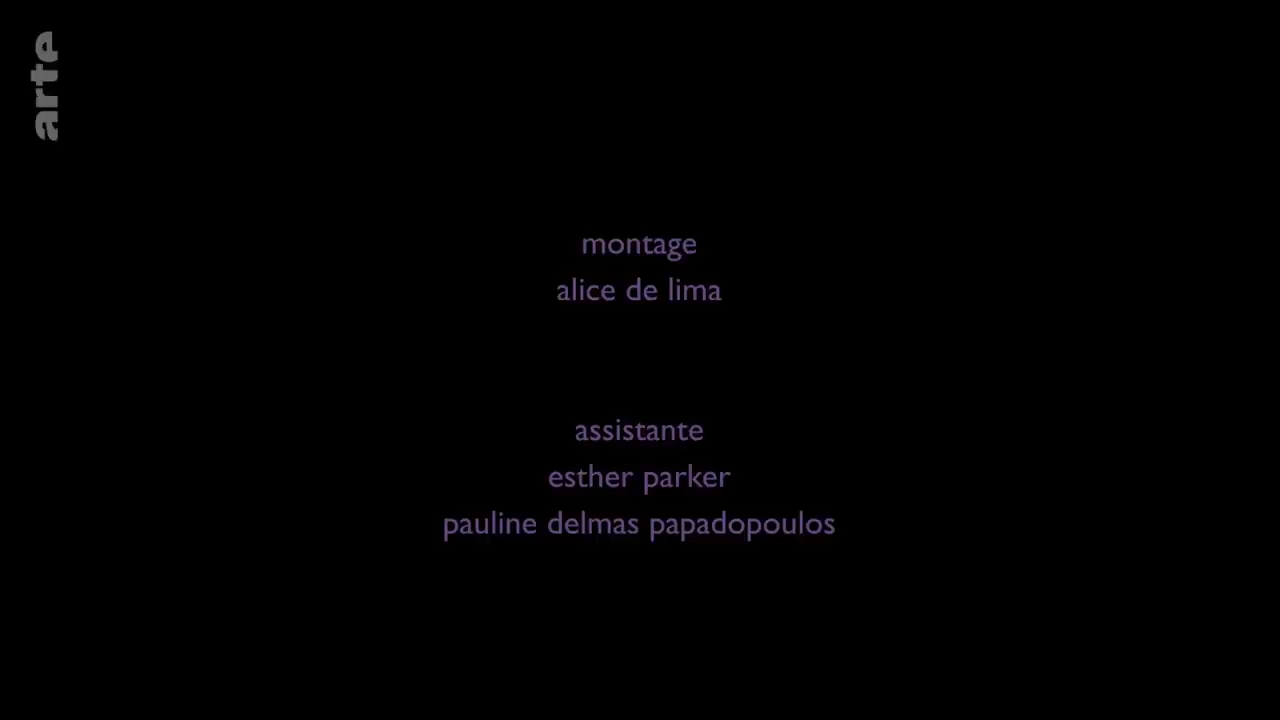 arte
montage
alice de lima
assistante
esther parker
pauline delmas papadopoulos